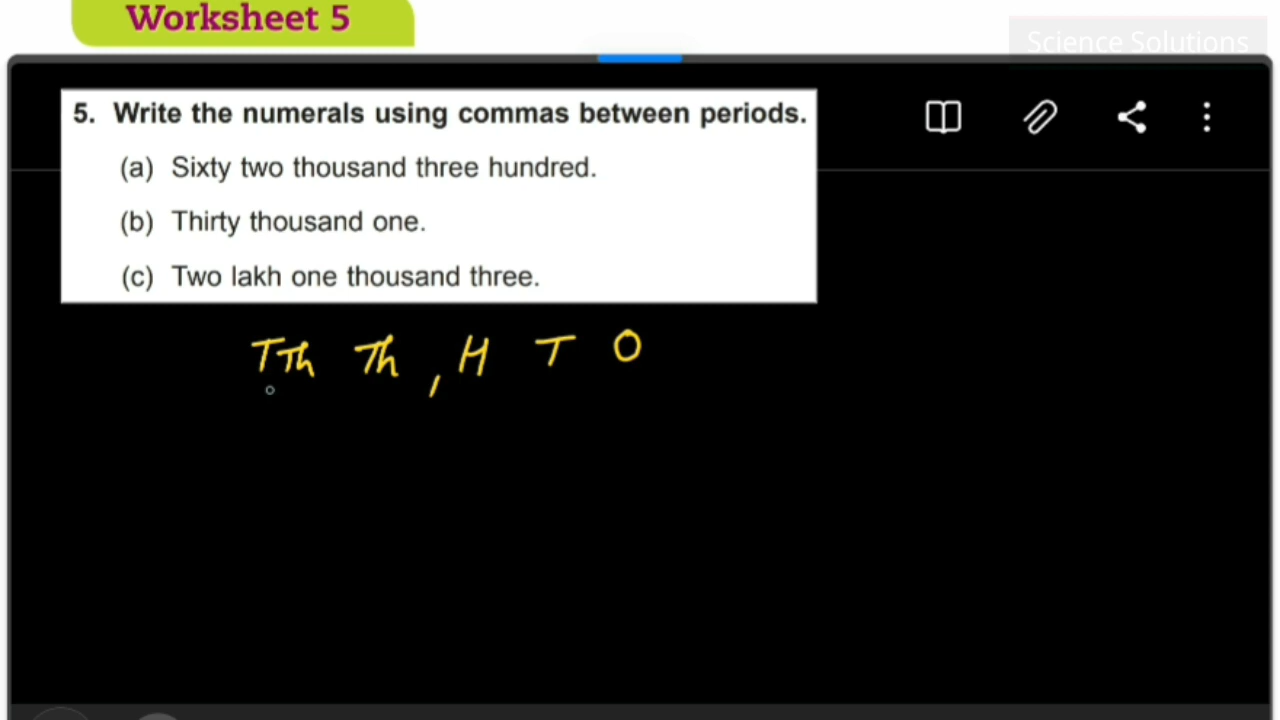 Worksheet 5
Science Solutions
5. Write the numerals using commas between periods.
(a) Sixty two thousand three hundred.
(b) Thirty thousand one.
(c) Two lakh one thousand three.
TTh Th , H T O